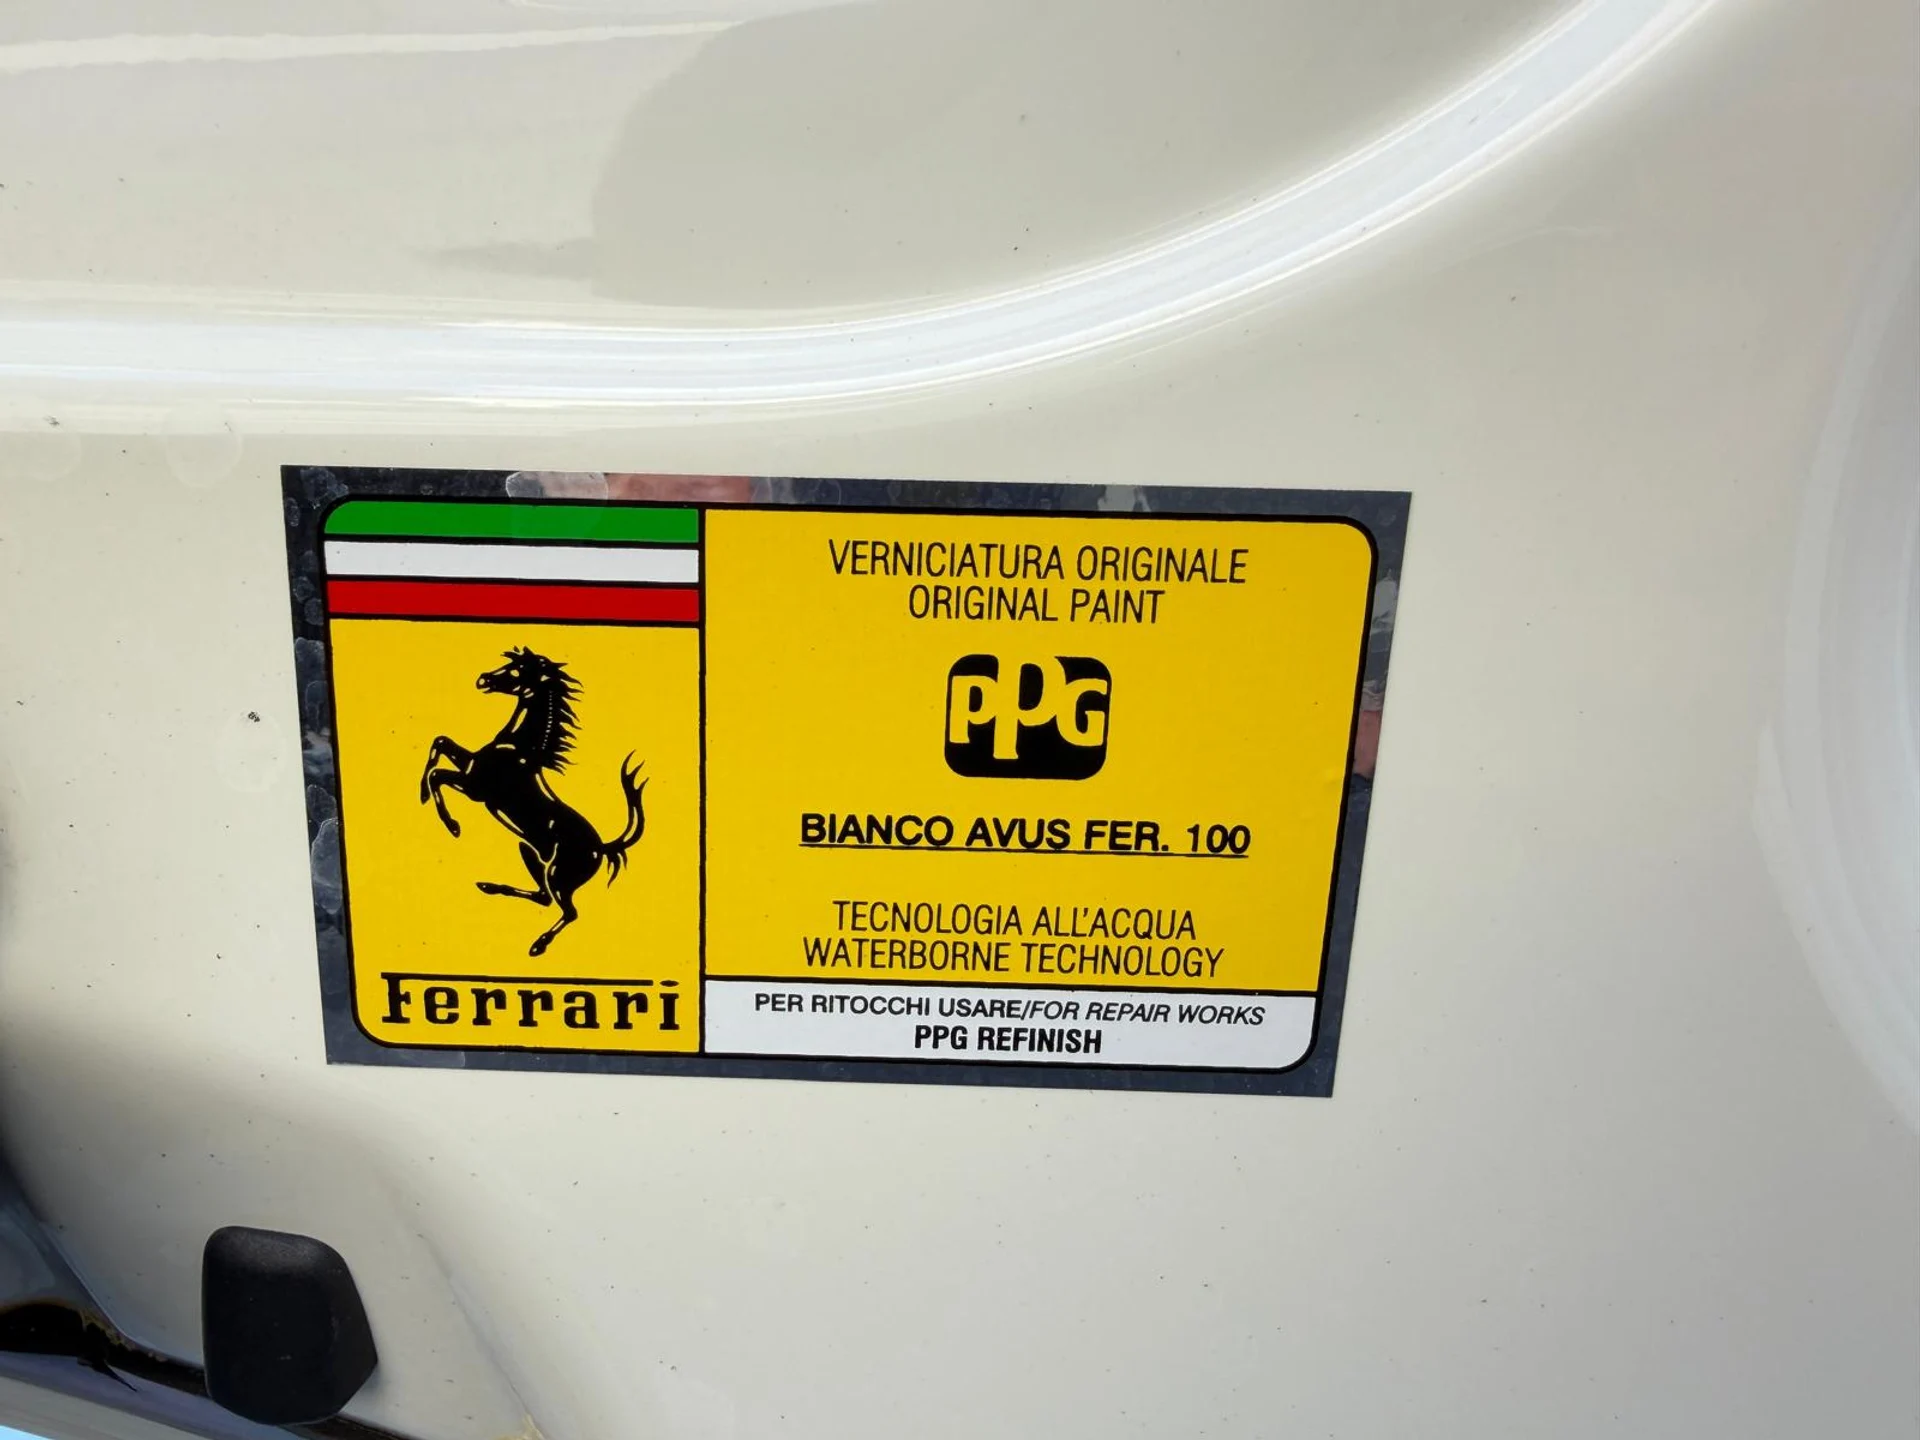 Ferrari
VERNICIATURA ORIGINALE
ORIGINAL PAINT
PPG
BIANCO AVUS FER. 100
TECNOLOGIA ALL'ACQUA
WATERBORNE TECHNOLOGY
PER RITOCCHI USARE/FOR REPAIR WORKS
PPG REFINISH